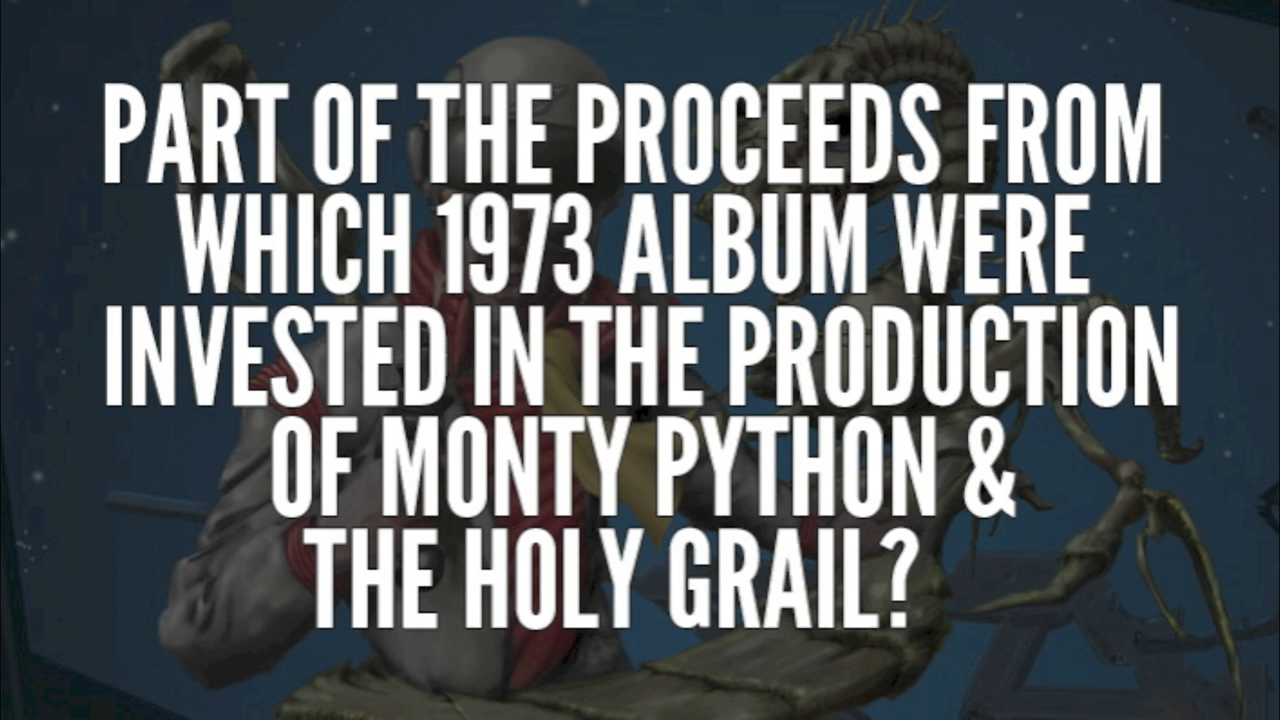 PART OF THE PROCEEDS FROM
WHICH 1973 ALBUM WERE
INVESTED IN THE PRODUCTION
OF MONTY PYTHON &
THE HOLY GRAIL?